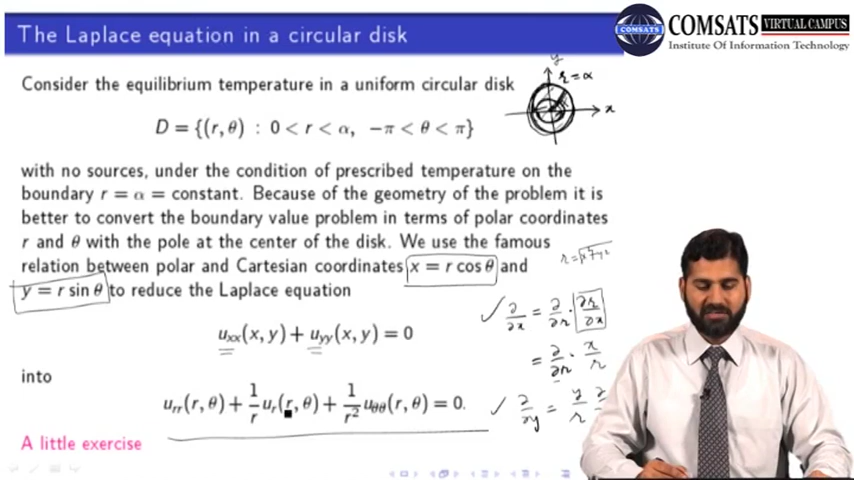 The Laplace equation in a circular disk
COMSATS VIRTUAL CAMPUS
Institute Of Information Technology
Consider the equilibrium temperature in a uniform circular disk
y
r = α
x
D = {(r, θ) : 0 < r < α, −π < θ < π}
with no sources, under the condition of prescribed temperature on the
boundary r = α = constant. Because of the geometry of the problem it is
better to convert the boundary value problem in terms of polar coordinates
r and θ with the pole at the center of the disk. We use the famous
relation between polar and Cartesian coordinates x = r cos θ and
r = √x²+y²
y = r sin θ to reduce the Laplace equation
✓ ∂/∂x = ∂/∂r · ∂r/∂x
u_xx(x, y) + u_yy(x, y) = 0
= ∂/∂r · x/r
into
u_rr(r, θ) + 1/r u_r(r, θ) + 1/r² u_θθ(r, θ) = 0.
✓ ∂/∂y = y/r ∂
A little exercise